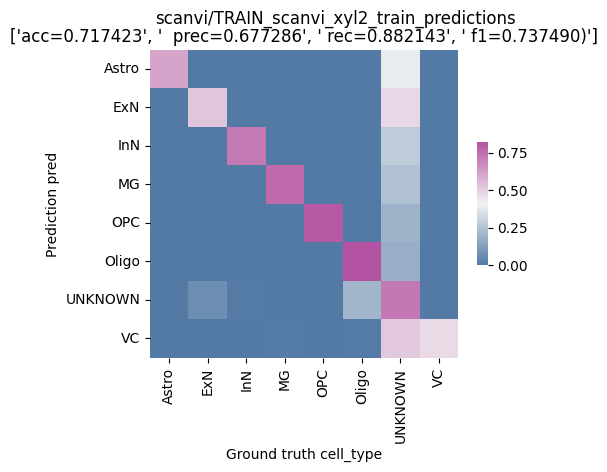 scanvi/TRAIN_scanvi_xyl2_train_predictions
['acc=0.717423', '  prec=0.677286', ' rec=0.882143', ' f1=0.737490)']
Astro
ExN
InN
MG
OPC
Oligo
UNKNOWN
VC
Prediction pred
0.75
0.50
0.25
0.00
Astro
ExN
InN
MG
OPC
Oligo
UNKNOWN
VC
Ground truth cell_type